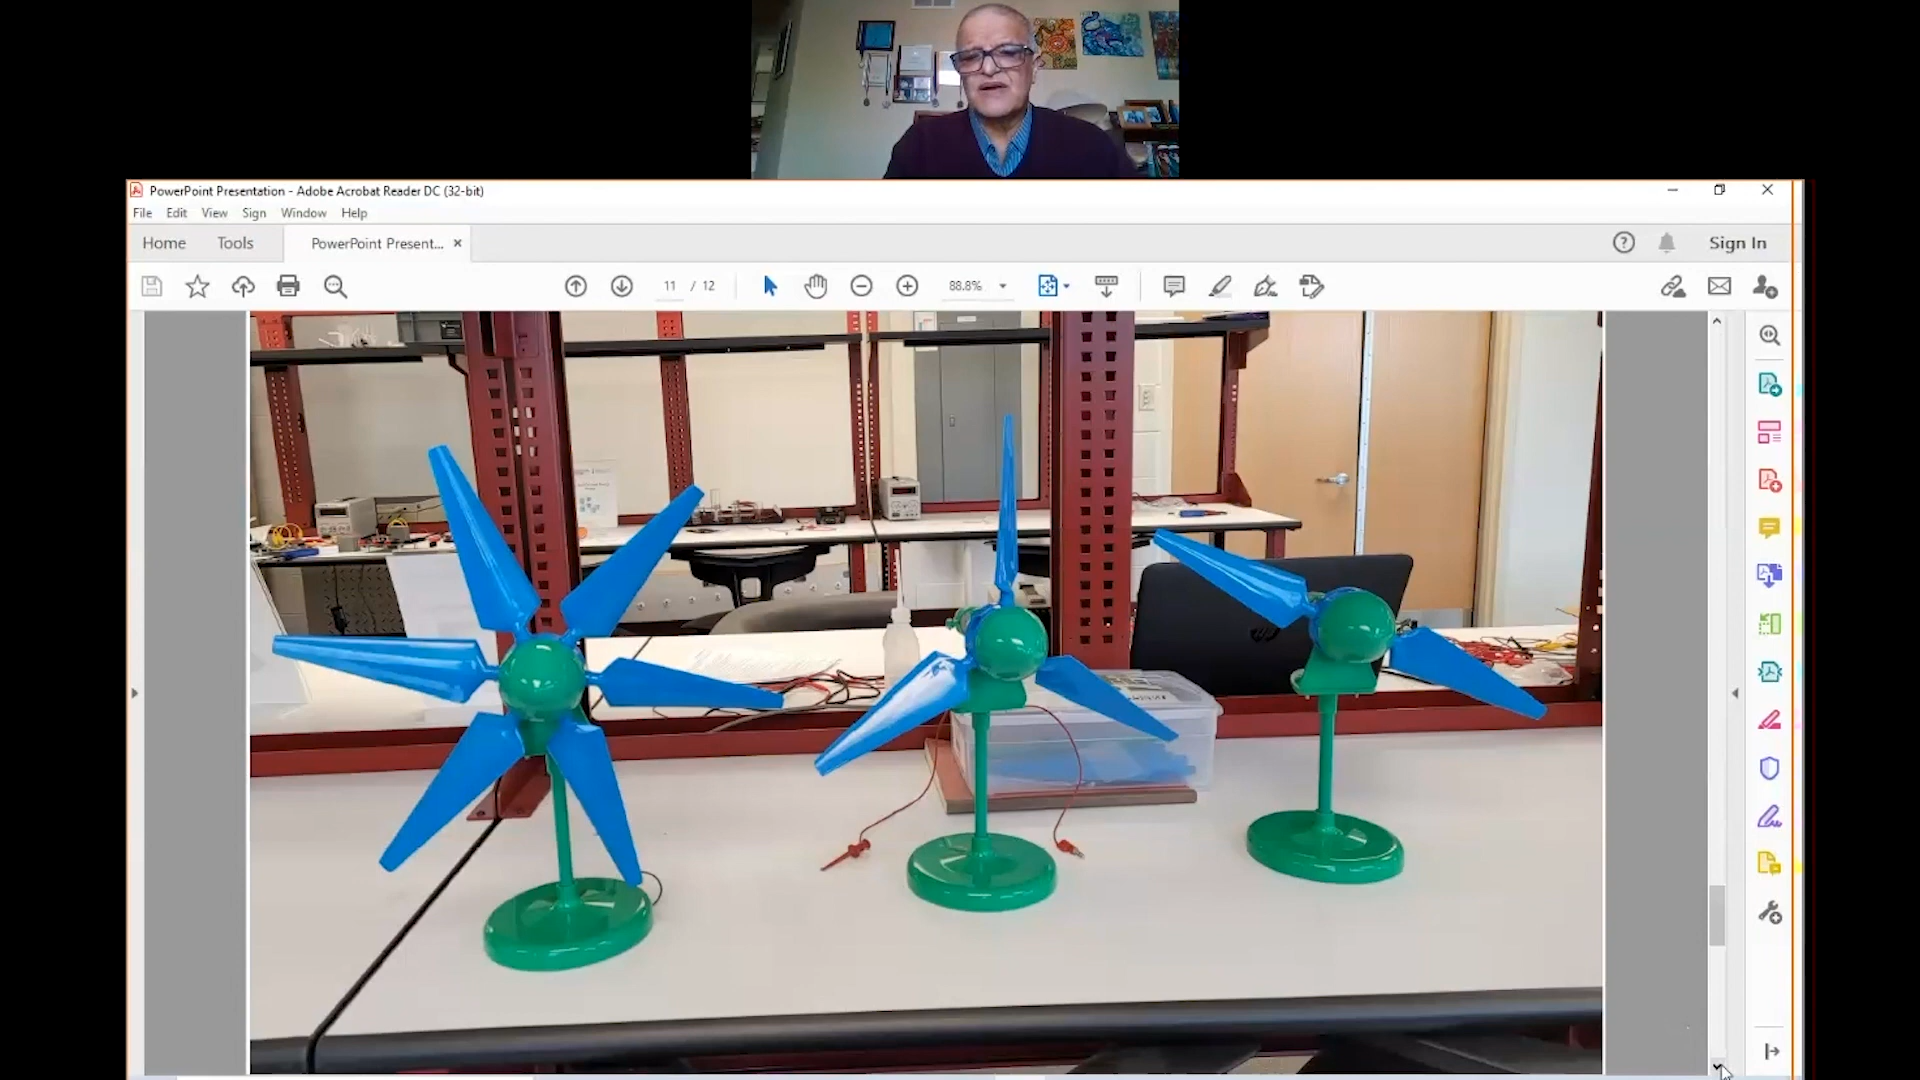 PowerPoint Presentation - Adobe Acrobat Reader DC (32-bit)
File Edit View Sign Window Help
Home Tools PowerPoint Present... Sign In
11 / 12 88.8%
hp